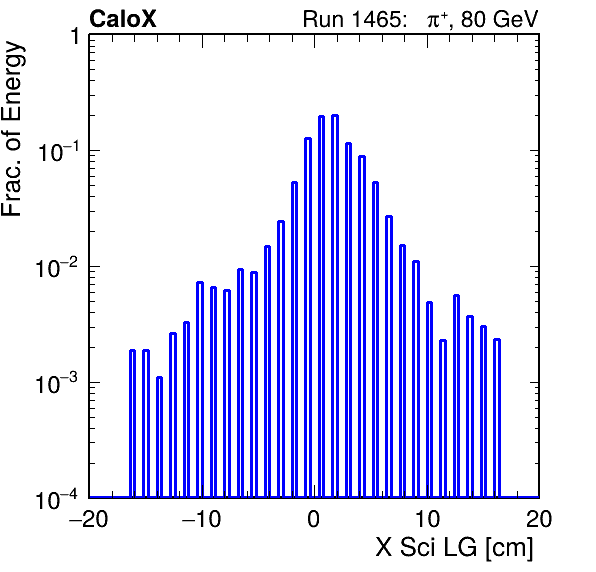 CaloX Run 1465: π⁺, 80 GeV
Frac. of Energy
1
10⁻¹
10⁻²
10⁻³
10⁻⁴
−20 −10 0 10 20
X Sci LG [cm]